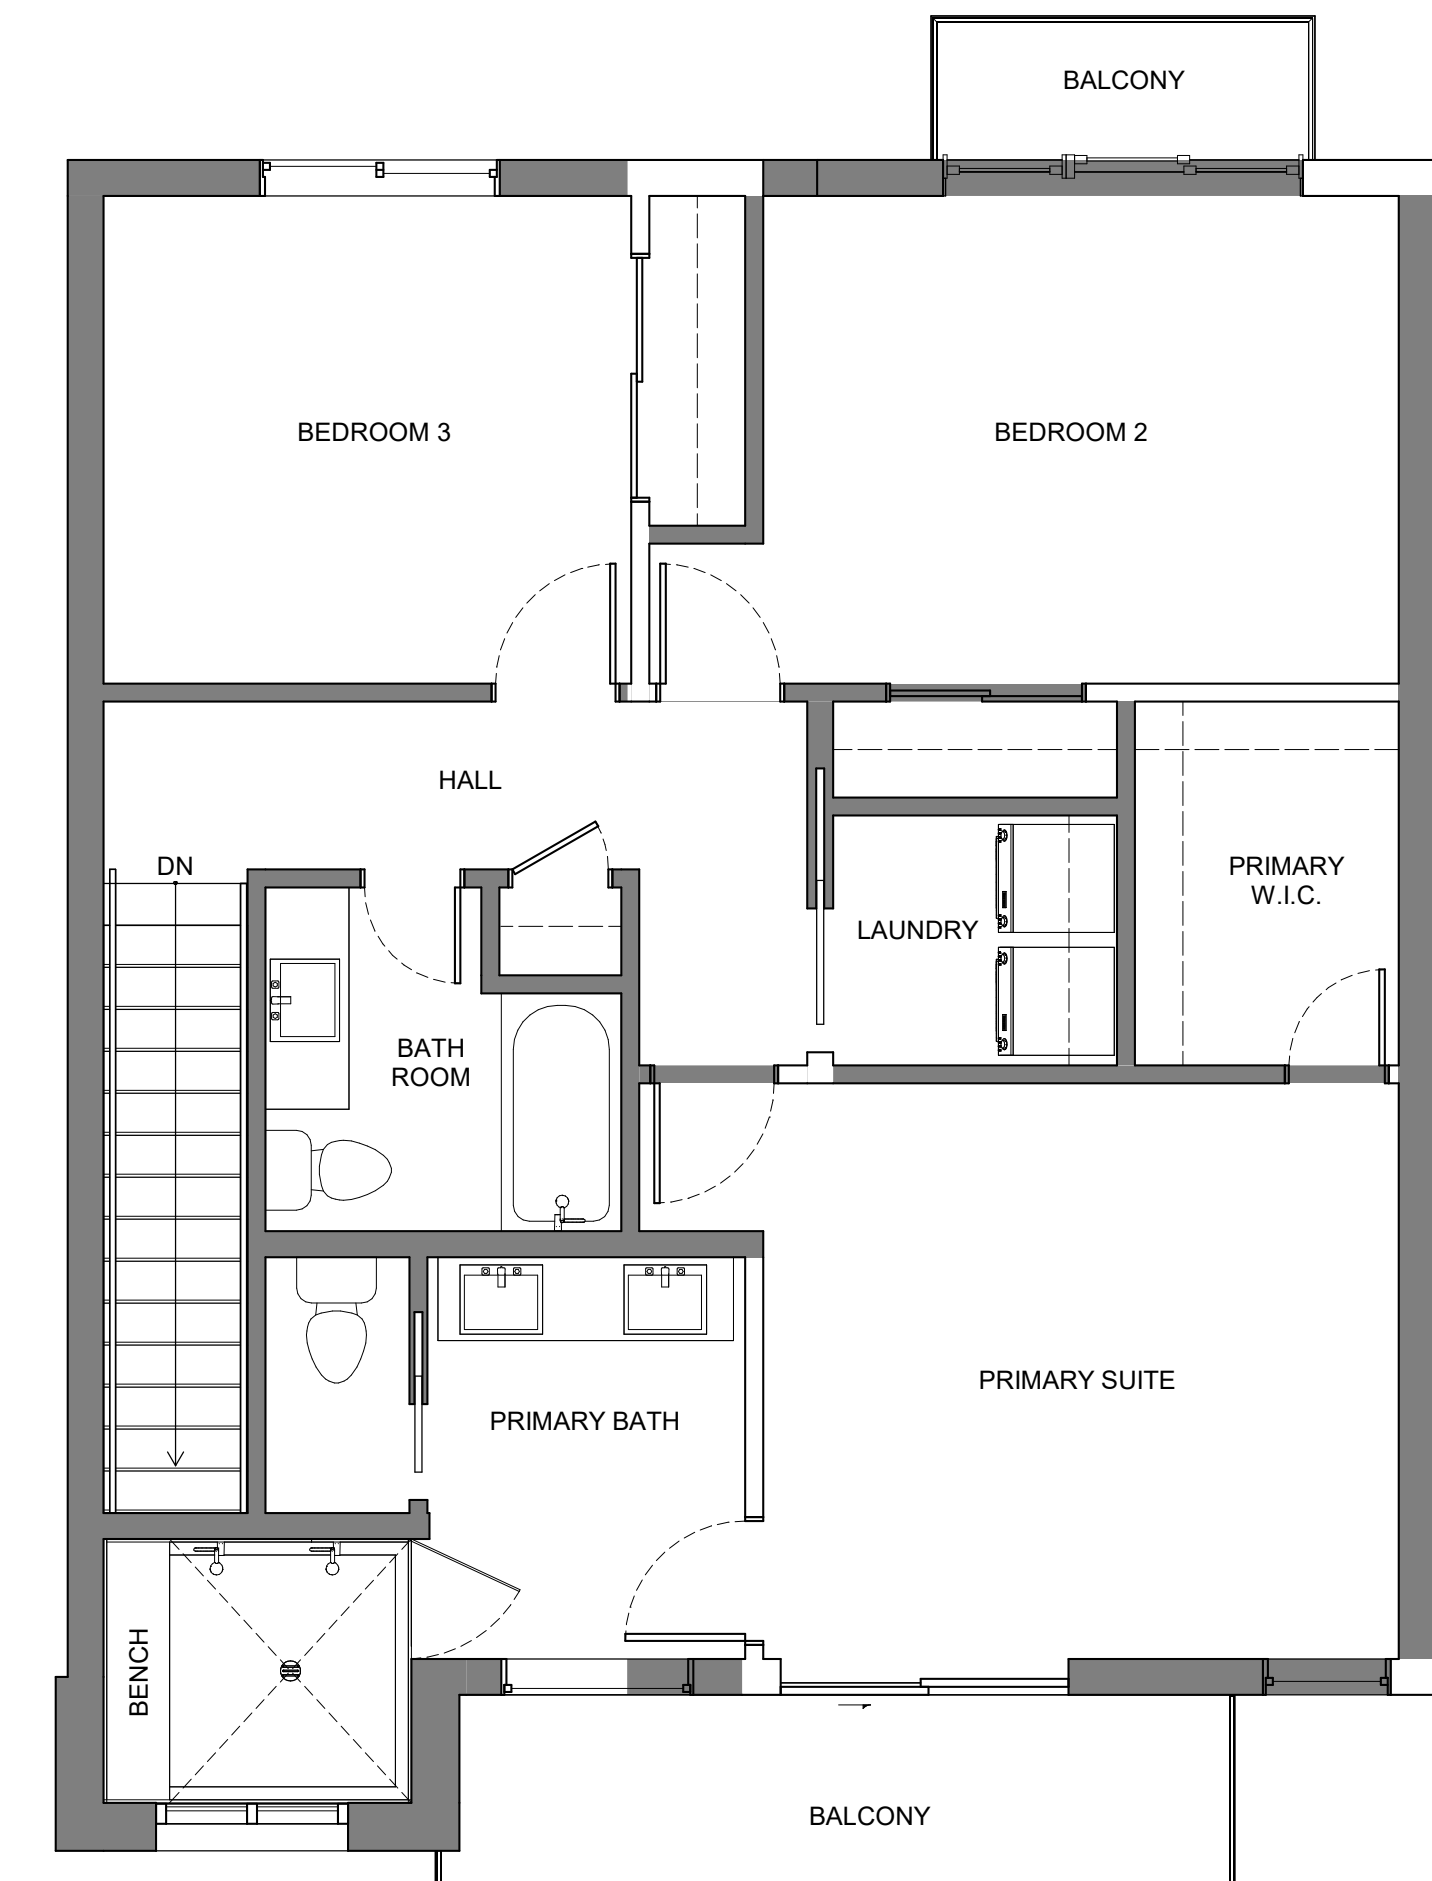 BALCONY
BEDROOM 3
BEDROOM 2
HALL
DN
PRIMARY
W.I.C.
LAUNDRY
BATH
ROOM
PRIMARY SUITE
PRIMARY BATH
BENCH
BALCONY